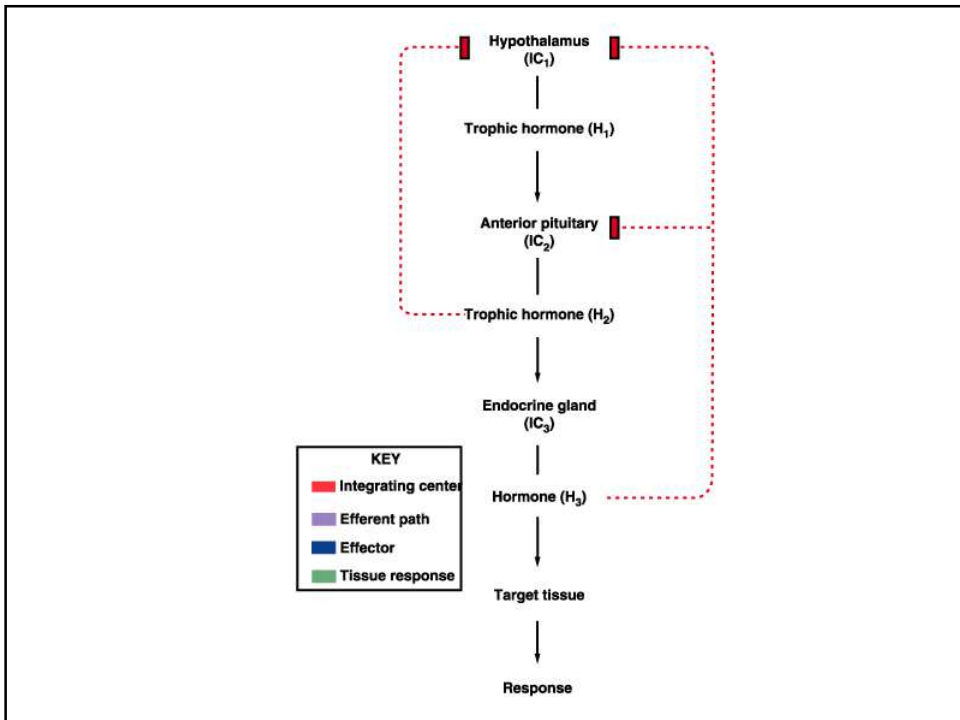 Hypothalamus
(IC1)
Trophic hormone (H1)
Anterior pituitary
(IC2)
Trophic hormone (H2)
Endocrine gland
(IC3)
KEY
Integrating center
Efferent path
Effector
Tissue response
Hormone (H3)
Target tissue
Response